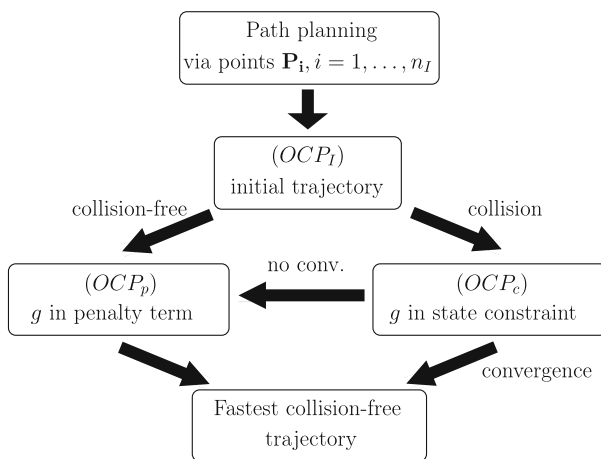 Path planning
via points P_i, i = 1, . . . , n_I
(OCP_I)
initial trajectory
collision-free
collision
no conv.
(OCP_p)
g in penalty term
(OCP_c)
g in state constraint
convergence
Fastest collision-free
trajectory